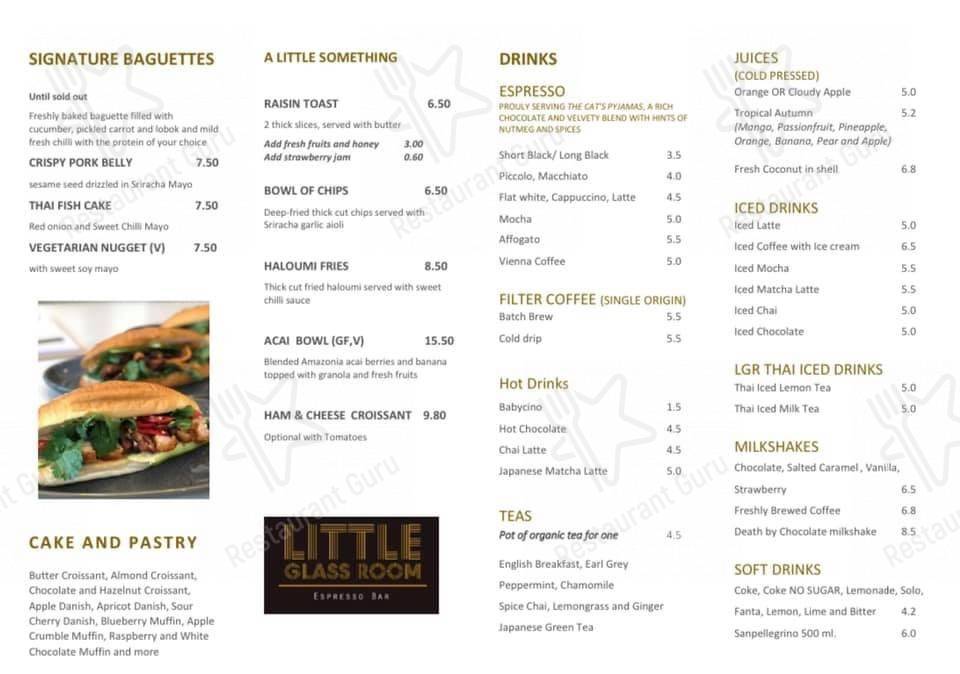 SIGNATURE BAGUETTES
Until sold out
Freshly baked baguette filled with
cucumber, pickled carrot and lobok and mild
fresh chilli with the protein of your choice
CRISPY PORK BELLY 7.50
sesame seed drizzled in Sriracha Mayo
THAI FISH CAKE 7.50
Red onion and Sweet Chilli Mayo
VEGETARIAN NUGGET (V) 7.50
with sweet soy mayo
CAKE AND PASTRY
Butter Croissant, Almond Croissant,
Chocolate and Hazelnut Croissant,
Apple Danish, Apricot Danish, Sour
Cherry Danish, Blueberry Muffin, Apple
Crumble Muffin, Raspberry and White
Chocolate Muffin and more
A LITTLE SOMETHING
RAISIN TOAST 6.50
2 thick slices, served with butter
Add fresh fruits and honey 3.00
Add strawberry jam 0.60
BOWL OF CHIPS 6.50
Deep-fried thick cut chips served with
Sriracha garlic aioli
HALOUMI FRIES 8.50
Thick cut fried haloumi served with sweet
chilli sauce
ACAI BOWL (GF,V) 15.50
Blended Amazonia acai berries and banana
topped with granola and fresh fruits
HAM & CHEESE CROISSANT 9.80
Optional with Tomatoes
LITTLE
GLASS ROOM
ESPRESSO BAR
DRINKS
ESPRESSO
PROULY SERVING THE CAT'S PYJAMAS, A RICH
CHOCOLATE AND VELVETY BLEND WITH HINTS OF
NUTMEG AND SPICES
Short Black/ Long Black 3.5
Piccolo, Macchiato 4.0
Flat white, Cappuccino, Latte 4.5
Mocha 5.0
Affogato 5.5
Vienna Coffee 5.0
FILTER COFFEE (SINGLE ORIGIN)
Batch Brew 5.5
Cold drip 5.5
Hot Drinks
Babycino 1.5
Hot Chocolate 4.5
Chai Latte 4.5
Japanese Matcha Latte 5.0
TEAS
Pot of organic tea for one 4.5
English Breakfast, Earl Grey
Peppermint, Chamomile
Spice Chai, Lemongrass and Ginger
Japanese Green Tea
JUICES
(COLD PRESSED)
Orange OR Cloudy Apple 5.0
Tropical Autumn 5.2
(Mango, Passionfruit, Pineapple,
Orange, Banana, Pear and Apple)
Fresh Coconut in shell 6.8
ICED DRINKS
Iced Latte 5.0
Iced Coffee with Ice cream 6.5
Iced Mocha 5.5
Iced Matcha Latte 5.5
Iced Chai 5.0
Iced Chocolate 5.0
LGR THAI ICED DRINKS
Thai Iced Lemon Tea 5.0
Thai Iced Milk Tea 5.0
MILKSHAKES
Chocolate, Salted Caramel, Vanilla,
Strawberry 6.5
Freshly Brewed Coffee 6.8
Death by Chocolate milkshake 8.5
SOFT DRINKS
Coke, Coke NO SUGAR, Lemonade, Solo,
Fanta, Lemon, Lime and Bitter 4.2
Sanpellegrino 500 ml. 6.0
Restaurant Guru
Restaurant Guru
Restaurant Guru
Restaurant Guru
Restaurant Guru